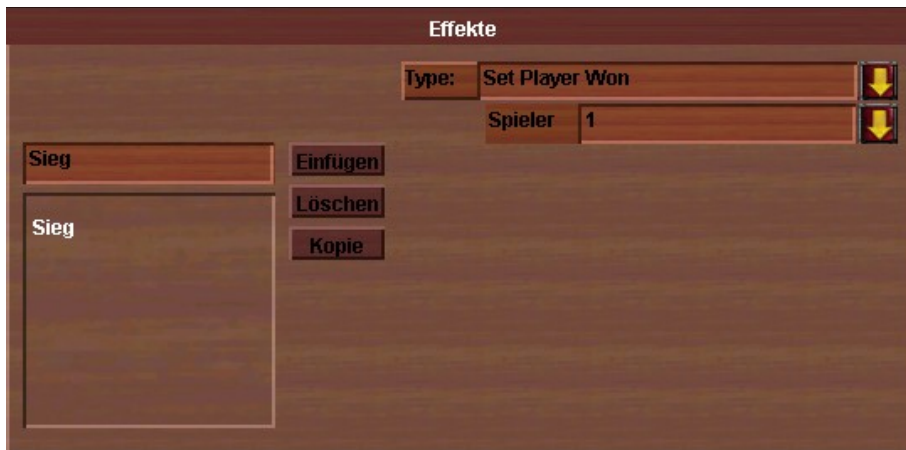 Effekte
Type: Set Player Won
Spieler 1
Sieg
Einfügen
Löschen
Kopie
Sieg